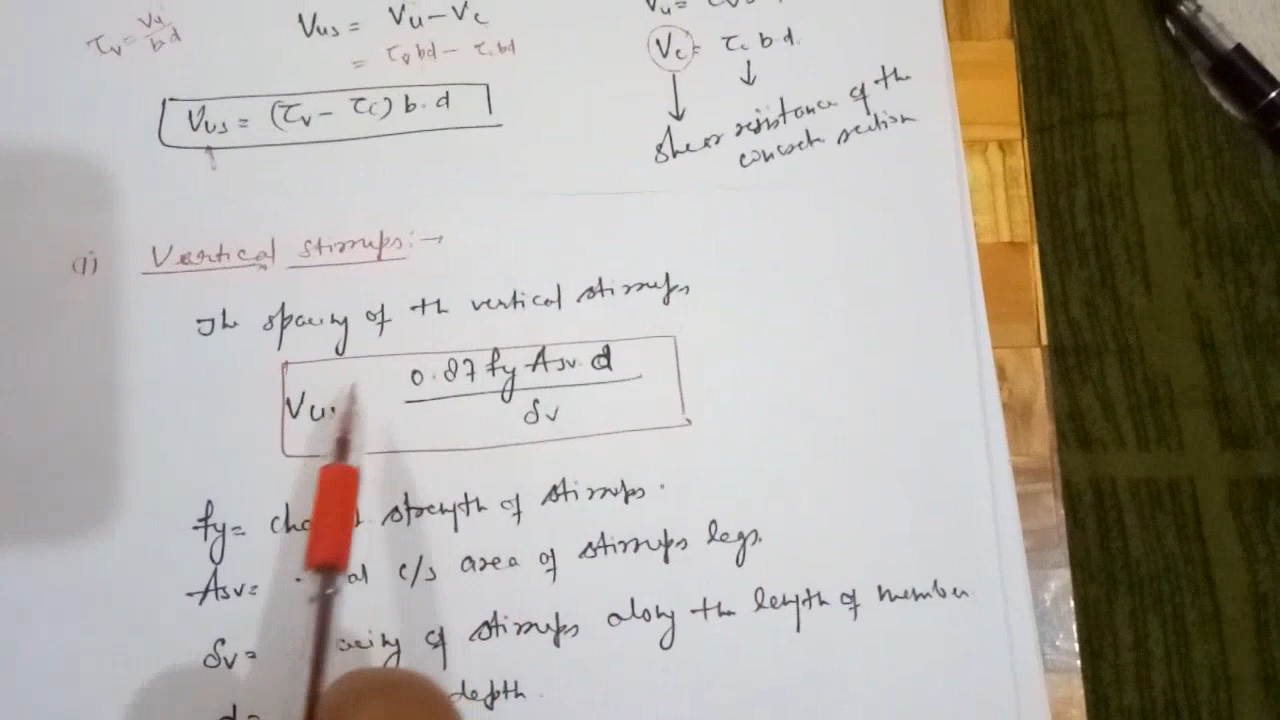 τv = Vu / b d
Vus = Vu − Vc
= τv bd − τc bd
Vus = (τv − τc) b.d
Vu =
Vc = τc b.d.
Shear resistance of the
concrete section
(1) Vertical stirrups:→
The spacing of the vertical stirrups
Vu 0.87 fy Asv. d / Sv
fy = strength of stirrups.
Asv = c/s area of stirrups legs.
Sv = of stirrups along the length of member
d = depth.